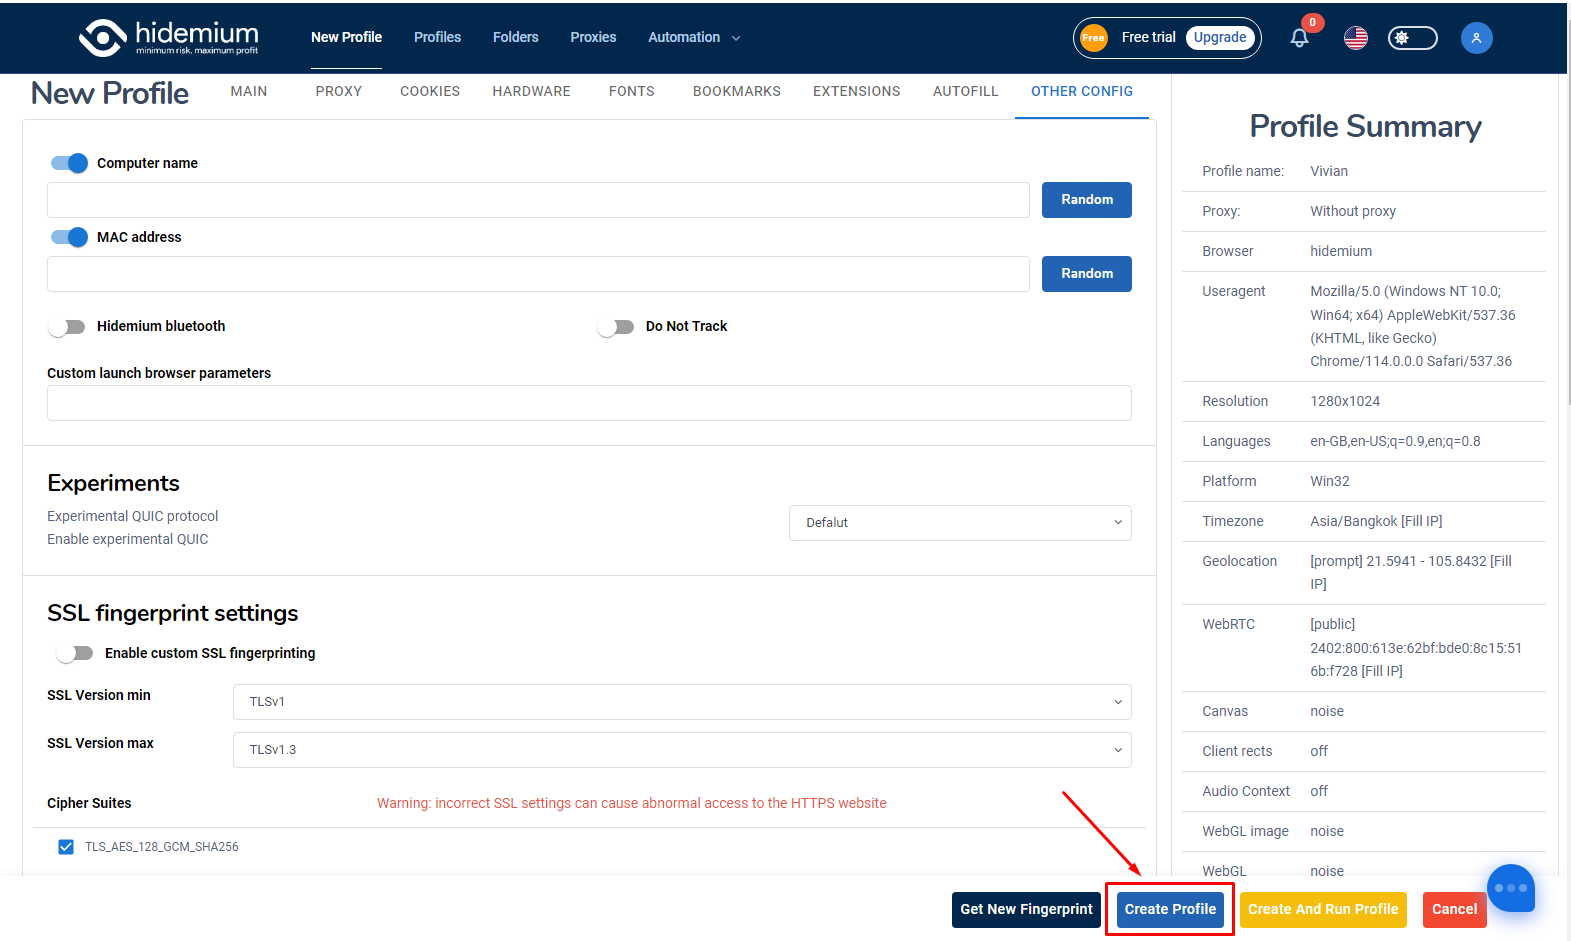 hidemium
minimum risk, maximum profit
New Profile
Profiles
Folders
Proxies
Automation
Free
Free trial
Upgrade
0
New Profile
MAIN
PROXY
COOKIES
HARDWARE
FONTS
BOOKMARKS
EXTENSIONS
AUTOFILL
OTHER CONFIG
Computer name
Random
MAC address
Random
Hidemium bluetooth
Do Not Track
Custom launch browser parameters
Experiments
Experimental QUIC protocol
Enable experimental QUIC
Defalut
SSL fingerprint settings
Enable custom SSL fingerprinting
SSL Version min
TLSv1
SSL Version max
TLSv1.3
Cipher Suites
Warning: incorrect SSL settings can cause abnormal access to the HTTPS website
TLS_AES_128_GCM_SHA256
Profile Summary
Profile name: Vivian
Proxy: Without proxy
Browser hidemium
Useragent Mozilla/5.0 (Windows NT 10.0;
Win64; x64) AppleWebKit/537.36
(KHTML, like Gecko)
Chrome/114.0.0.0 Safari/537.36
Resolution 1280x1024
Languages en-GB,en-US;q=0.9,en;q=0.8
Platform Win32
Timezone Asia/Bangkok [Fill IP]
Geolocation [prompt] 21.5941 - 105.8432 [Fill
IP]
WebRTC [public]
2402:800:613e:62bf:bde0:8c15:51
6b:f728 [Fill IP]
Canvas noise
Client rects off
Audio Context off
WebGL image noise
WebGL noise
Get New Fingerprint
Create Profile
Create And Run Profile
Cancel